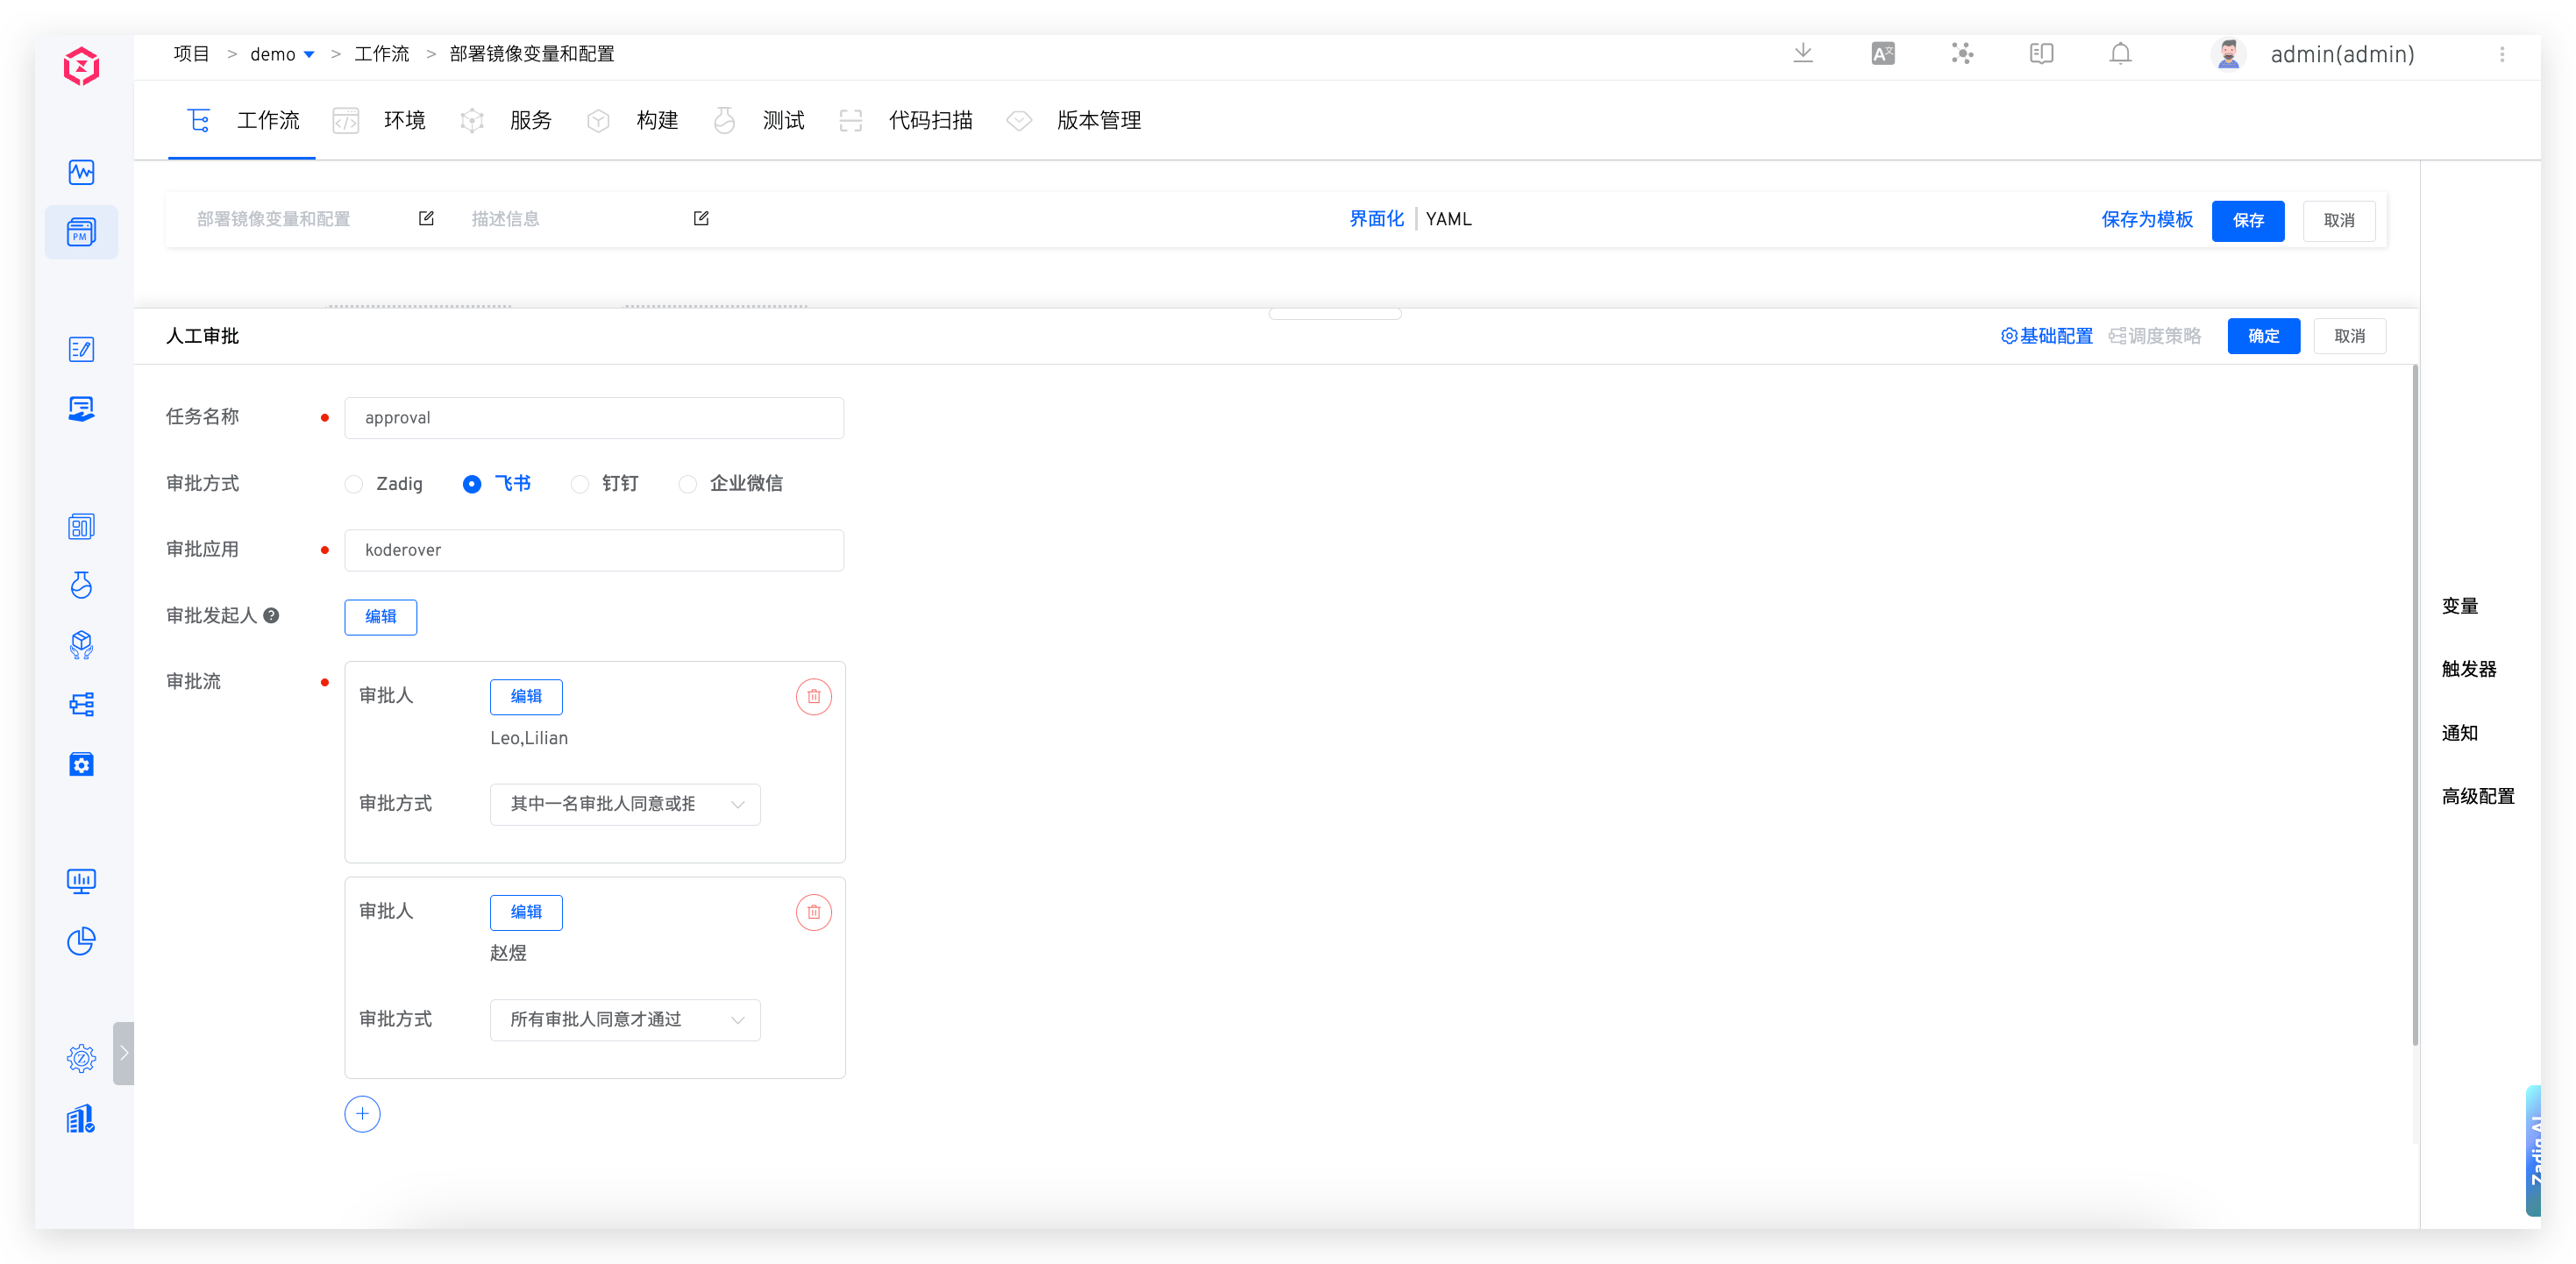 项目 > demo > 工作流 > 部署镜像变量和配置
admin(admin)
工作流 环境 服务 构建 测试 代码扫描 版本管理
部署镜像变量和配置 描述信息 界面化 YAML 保存为模板 保存 取消
PM
人工审批 基础配置 调度策略 确定 取消
任务名称 approval
审批方式 Zadig 飞书 钉钉 企业微信
审批应用 koderover
审批发起人 ? 编辑
审批流
审批人 编辑
Leo,Lilian
审批方式 其中一名审批人同意或拒
审批人 编辑
赵煜
审批方式 所有审批人同意才通过
变量
触发器
通知
高级配置
Zadig AI